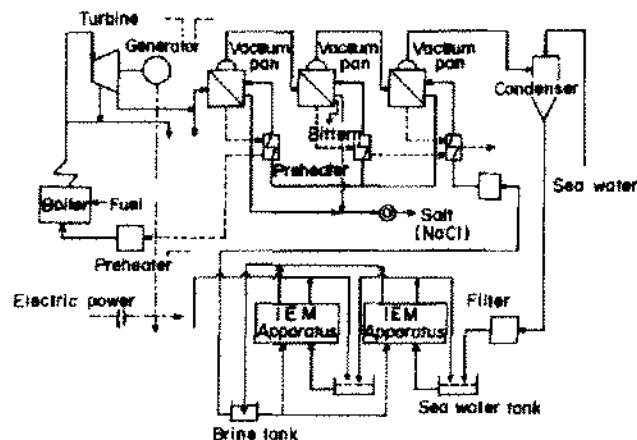 Turbine
Generator
Vacuum
pan
Vacuum
pan
Vacuum
pan
Condenser
Bittern
Preheater
Sea water
Boiler
Fuel
Salt
(NaCl)
Preheater
Electric power
Filter
IEM
Apparatus
IEM
Apparatus
Sea water tank
Brine tank